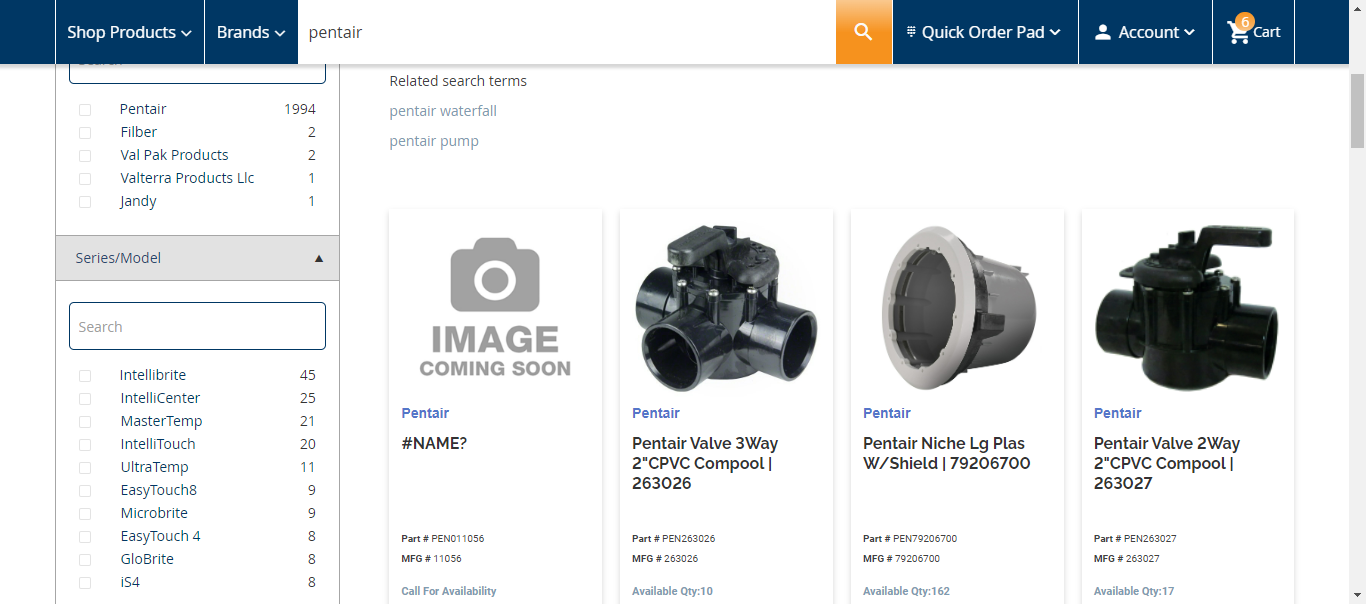 Shop Products
Brands
pentair
Quick Order Pad
Account
6
Cart
Search
Pentair 1994
Filber 2
Val Pak Products 2
Valterra Products Llc 1
Jandy 1
Series/Model
Search
Intellibrite 45
IntelliCenter 25
MasterTemp 21
IntelliTouch 20
UltraTemp 11
EasyTouch8 9
Microbrite 9
EasyTouch 4 8
GloBrite 8
iS4 8
Related search terms
pentair waterfall
pentair pump
IMAGE
COMING SOON
Pentair
#NAME?
Part # PEN011056
MFG # 11056
Call For Availability
Pentair
Pentair Valve 3Way
2"CPVC Compool |
263026
Part # PEN263026
MFG # 263026
Available Qty:10
Pentair
Pentair Niche Lg Plas
W/Shield | 79206700
Part # PEN79206700
MFG # 79206700
Available Qty:162
Pentair
Pentair Valve 2Way
2"CPVC Compool |
263027
Part # PEN263027
MFG # 263027
Available Qty:17